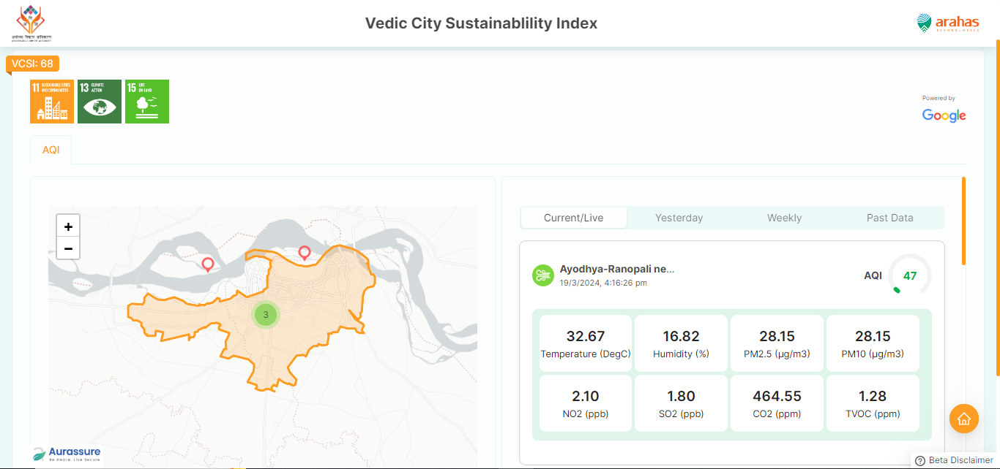 Vedic City Sustainablility Index
arahas
TECHNOLOGIES
VCSI: 68
11 SUSTAINABLE CITIES
AND COMMUNITIES
13 CLIMATE
ACTION
15 LIFE
ON LAND
Powered by
Google
AQI
+
−
3
Aurassure
Be Aware, Live Secure
Current/Live Yesterday Weekly Past Data
Ayodhya-Ranopali ne...
19/3/2024, 4:16:26 pm
AQI 47
32.67 16.82 28.15 28.15
Temperature (DegC) Humidity (%) PM2.5 (µg/m3) PM10 (µg/m3)
2.10 1.80 464.55 1.28
NO2 (ppb) SO2 (ppb) CO2 (ppm) TVOC (ppm)
? Beta Disclaimer